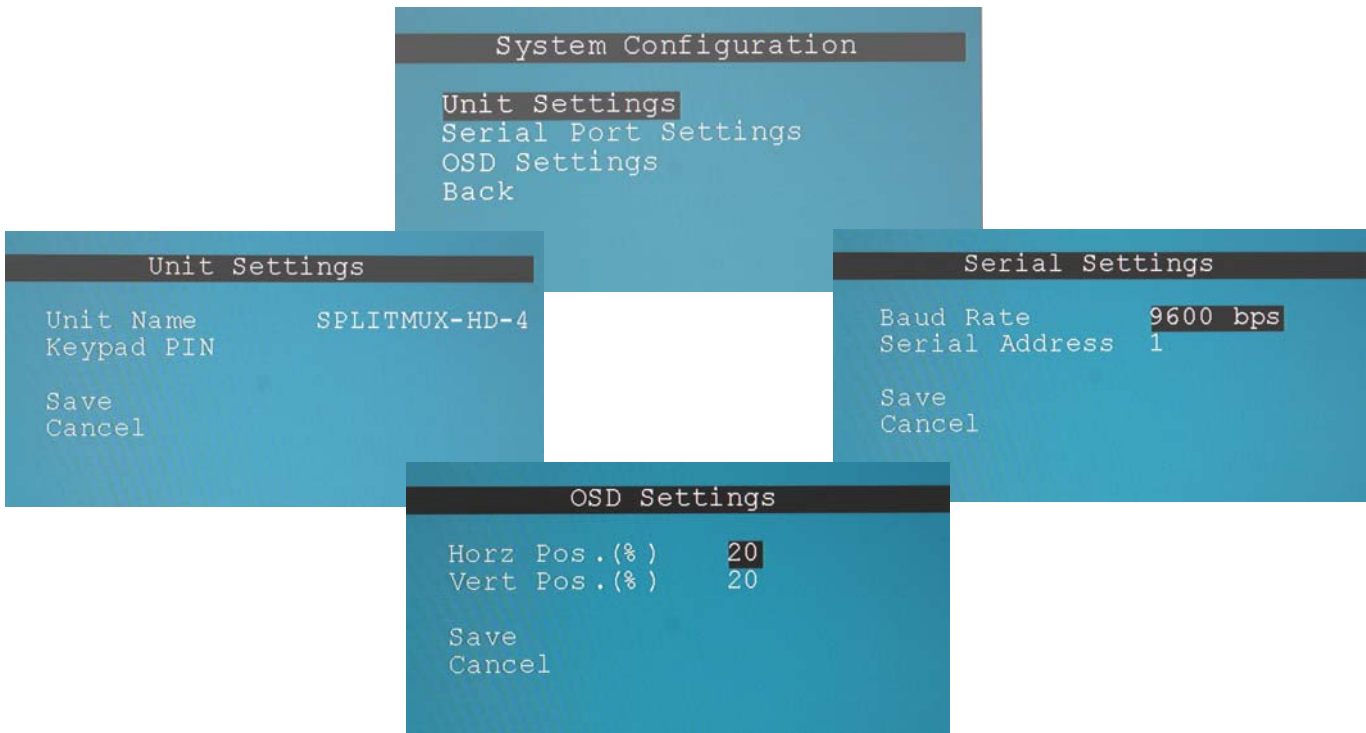 System Configuration
Unit Settings
Serial Port Settings
OSD Settings
Back
Unit Settings
Unit Name SPLITMUX-HD-4
Keypad PIN
Save
Cancel
Serial Settings
Baud Rate 9600 bps
Serial Address 1
Save
Cancel
OSD Settings
Horz Pos.(%) 20
Vert Pos.(%) 20
Save
Cancel